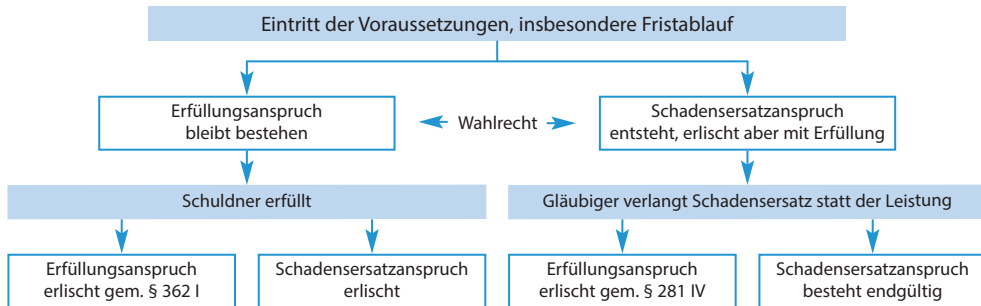 Eintritt der Voraussetzungen, insbesondere Fristablauf
Erfüllungsanspruch
bleibt bestehen
Wahlrecht
Schadensersatzanspruch
entsteht, erlischt aber mit Erfüllung
Schuldner erfüllt
Gläubiger verlangt Schadensersatz statt der Leistung
Erfüllungsanspruch
erlischt gem. § 362 I
Schadensersatzanspruch
erlischt
Erfüllungsanspruch
erlischt gem. § 281 IV
Schadensersatzanspruch
besteht endgültig